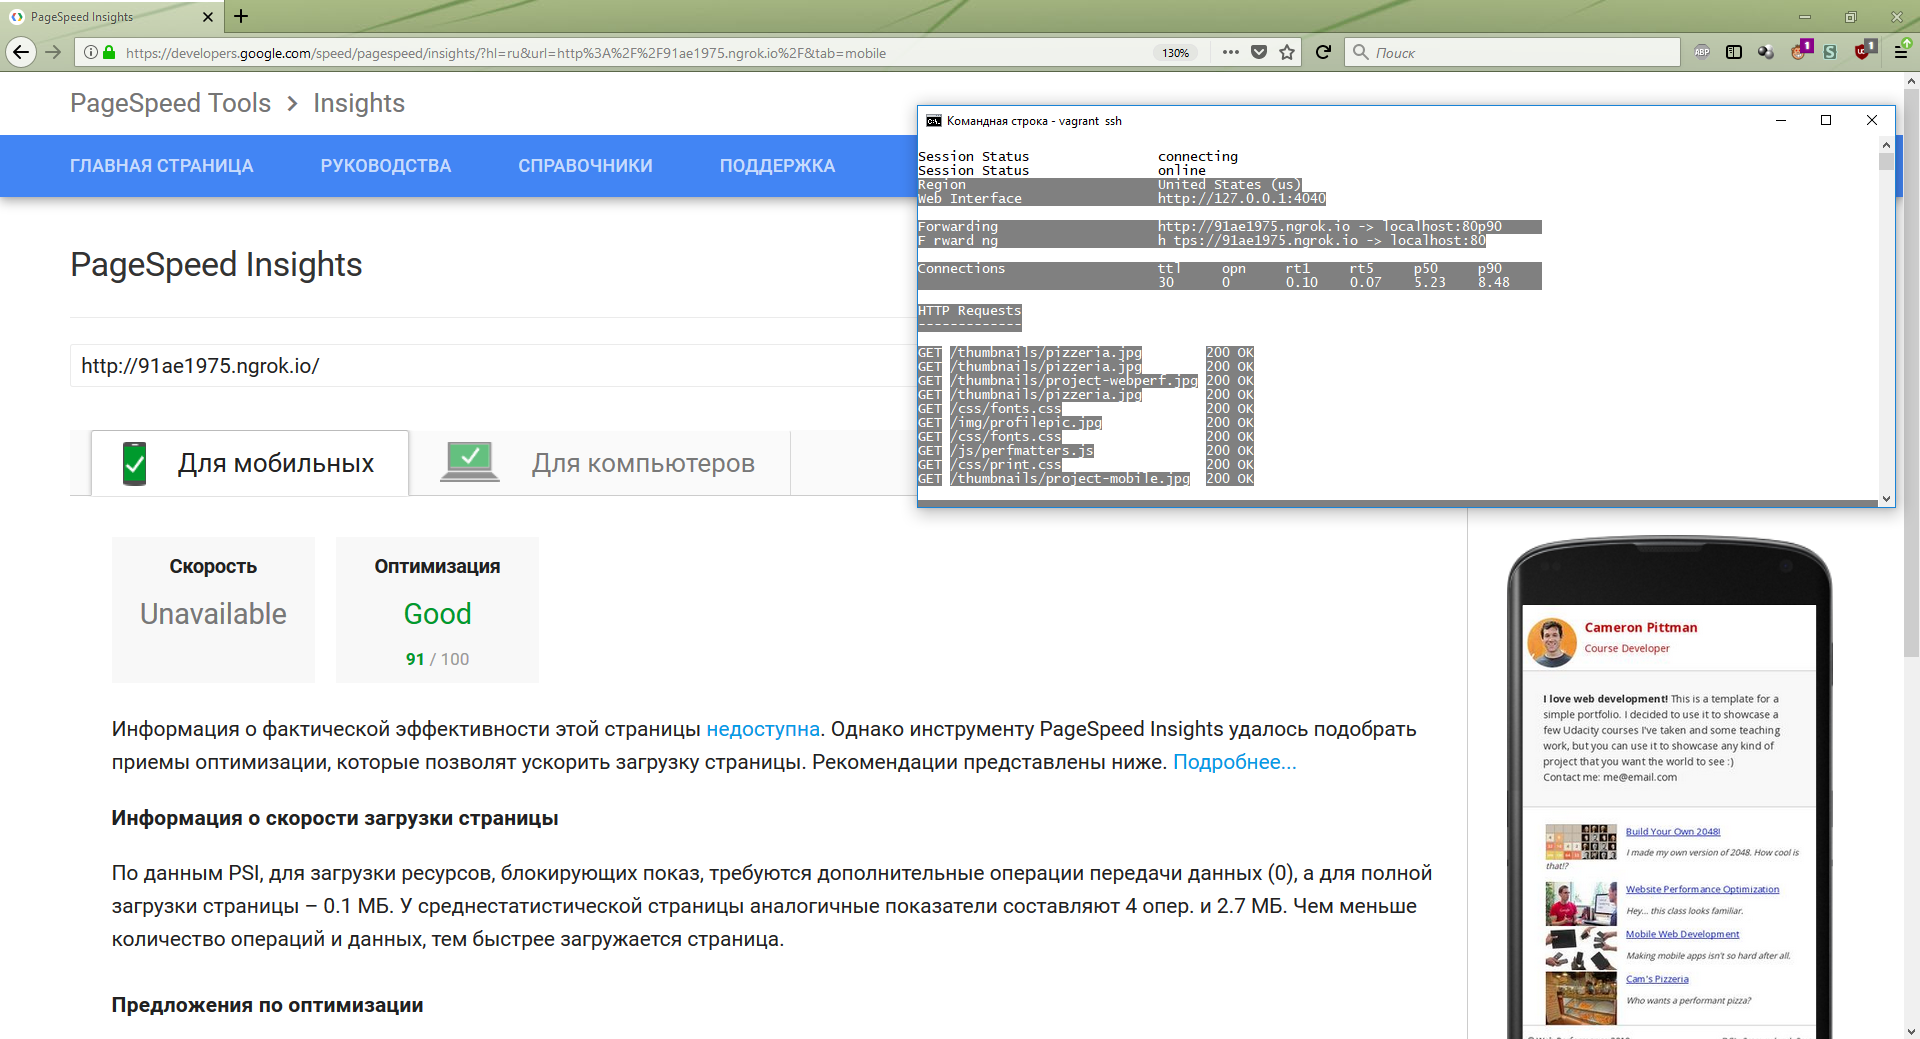 PageSpeed Insights
https://developers.google.com/speed/pagespeed/insights/?hl=ru&url=http%3A%2F%2F91ae1975.ngrok.io%2F&tab=mobile
130%
Поиск
ABP
1
S
1
PageSpeed Tools > Insights
ГЛАВНАЯ СТРАНИЦА
РУКОВОДСТВА
СПРАВОЧНИКИ
ПОДДЕРЖКА
PageSpeed Insights
http://91ae1975.ngrok.io/
Для мобильных
Для компьютеров
Командная строка - vagrant ssh
Session Status connecting
Session Status online
Region United States (us)
Web Interface http://127.0.0.1:4040
Forwarding http://91ae1975.ngrok.io -> localhost:80p90
F rward ng h tps://91ae1975.ngrok.io -> localhost:80
Connections ttl opn rt1 rt5 p50 p90
30 0 0.10 0.07 5.23 8.48
HTTP Requests
-------------
GET /thumbnails/pizzeria.jpg 200 OK
GET /thumbnails/pizzeria.jpg 200 OK
GET /thumbnails/project-webperf.jpg 200 OK
GET /thumbnails/pizzeria.jpg 200 OK
GET /css/fonts.css 200 OK
GET /img/profilepic.jpg 200 OK
GET /css/fonts.css 200 OK
GET /js/perfmatters.js 200 OK
GET /css/print.css 200 OK
GET /thumbnails/project-mobile.jpg 200 OK
Скорость
Unavailable
Оптимизация
Good
91 / 100
Информация о фактической эффективности этой страницы недоступна. Однако инструменту PageSpeed Insights удалось подобрать
приемы оптимизации, которые позволят ускорить загрузку страницы. Рекомендации представлены ниже. Подробнее...
Информация о скорости загрузки страницы
По данным PSI, для загрузки ресурсов, блокирующих показ, требуются дополнительные операции передачи данных (0), а для полной
загрузки страницы – 0.1 МБ. У среднестатистической страницы аналогичные показатели составляют 4 опер. и 2.7 МБ. Чем меньше
количество операций и данных, тем быстрее загружается страница.
Предложения по оптимизации
Cameron Pittman
Course Developer
I love web development! This is a template for a
simple portfolio. I decided to use it to showcase a
few Udacity courses I've taken and some teaching
work, but you can use it to showcase any kind of
project that you want the world to see :)
Contact me: me@email.com
Build Your Own 2048!
I made my own version of 2048. How cool is
that!?
Website Performance Optimization
Hey... this class looks familiar.
Mobile Web Development
Making mobile apps isn't so hard after all.
Cam's Pizzeria
Who wants a performant pizza?